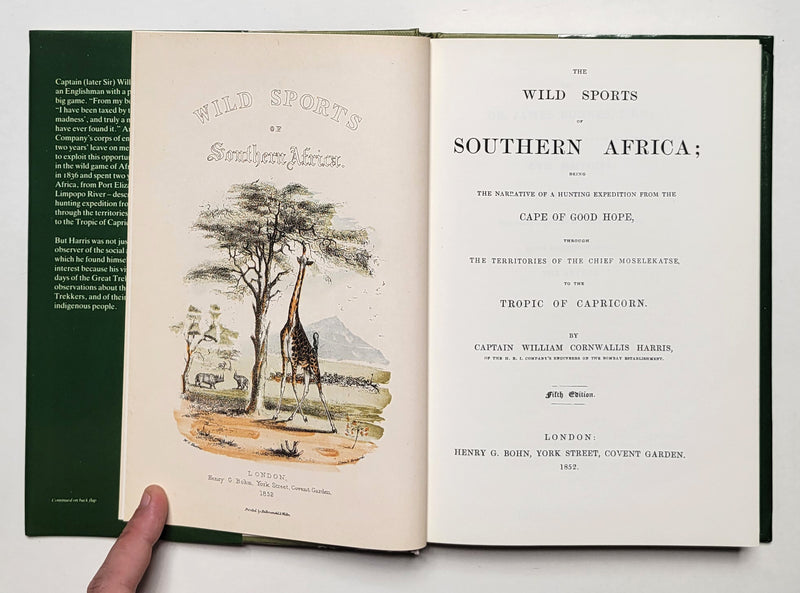 Captain (later Sir) Will
an Englishman with a p
big game. "From my bo
"I have been taxed by t
madness', and truly a m
have ever found it." A
Company's corps of en
two years' leave on me
to exploit this opportuni
in the wild game of Af
in 1836 and spent two y
Africa, from Port Eliz
Limpopo River – desc
hunting expedition fro
through the territories
to the Tropic of Capric
But Harris was not jus
observer of the social
which he found himsel
interest because his vi
days of the Great Trek
observations about th
Trekkers, and of their
indigenous people.
Continued on back flap
WILD SPORTS
OF
Southern Africa.
LONDON,
Henry G Bohn, York Street, Covent Garden.
1852
THE
WILD SPORTS
OF
SOUTHERN AFRICA;
BEING
THE NARRATIVE OF A HUNTING EXPEDITION FROM THE
CAPE OF GOOD HOPE,
THROUGH
THE TERRITORIES OF THE CHIEF MOSELEKATSE,
TO THE
TROPIC OF CAPRICORN.
BY
CAPTAIN WILLIAM CORNWALLIS HARRIS,
OF THE H. E. I. COMPANY'S ENGINEERS ON THE BOMBAY ESTABLISHMENT.
Fifth Edition.
LONDON:
HENRY G. BOHN, YORK STREET, COVENT GARDEN.
1852.